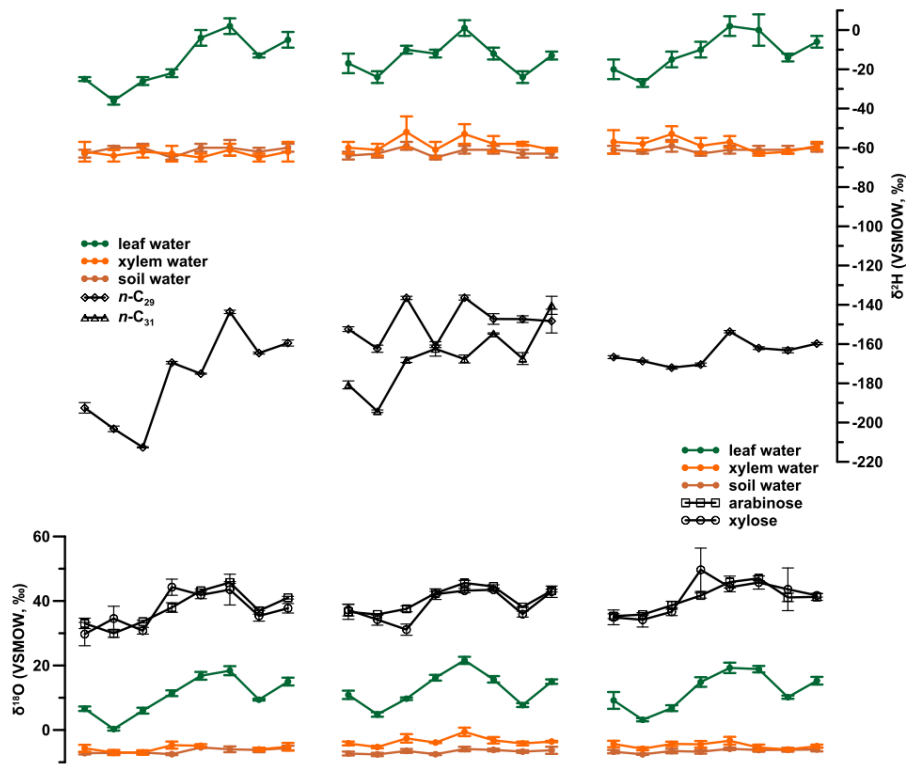 0
-20
-40
-60
-80
-100
-120
-140
-160
-180
-200
-220
δ²H (VSMOW, ‰)
leaf water
xylem water
soil water
n-C₂₉
n-C₃₁
leaf water
xylem water
soil water
arabinose
xylose
60
40
20
0
δ¹⁸O (VSMOW, ‰)